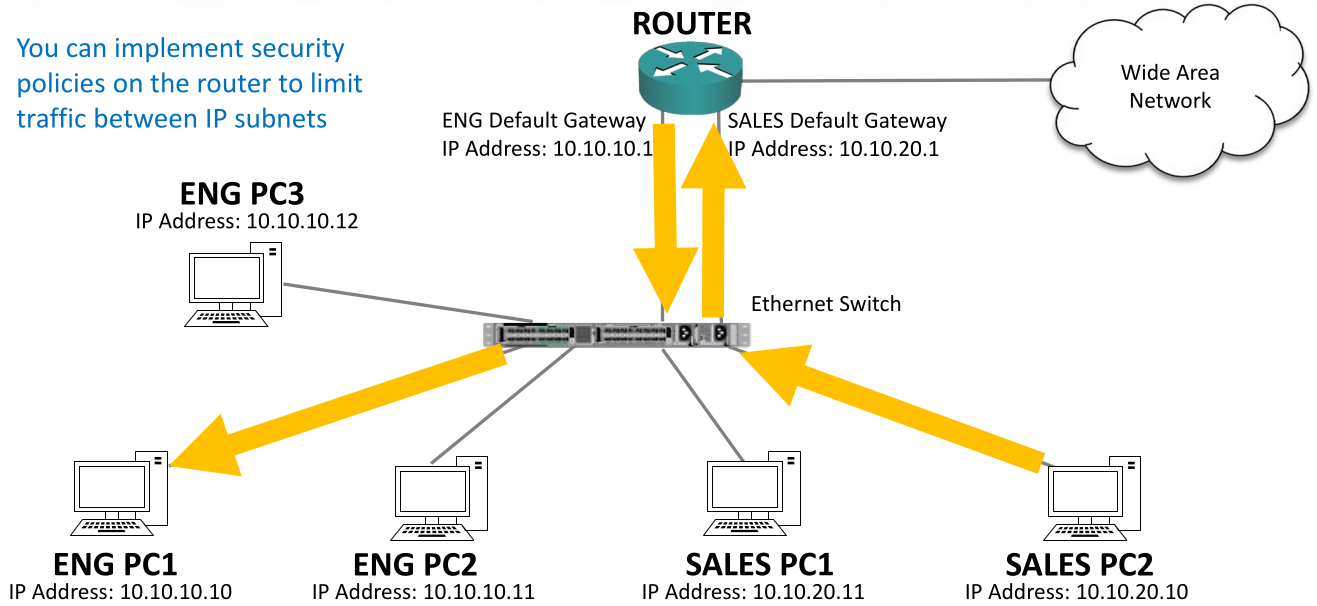 ROUTER
You can implement security
policies on the router to limit
traffic between IP subnets
Wide Area
Network
ENG Default Gateway
IP Address: 10.10.10.1
SALES Default Gateway
IP Address: 10.10.20.1
ENG PC3
IP Address: 10.10.10.12
Ethernet Switch
ENG PC1
IP Address: 10.10.10.10
ENG PC2
IP Address: 10.10.10.11
SALES PC1
IP Address: 10.10.20.11
SALES PC2
IP Address: 10.10.20.10